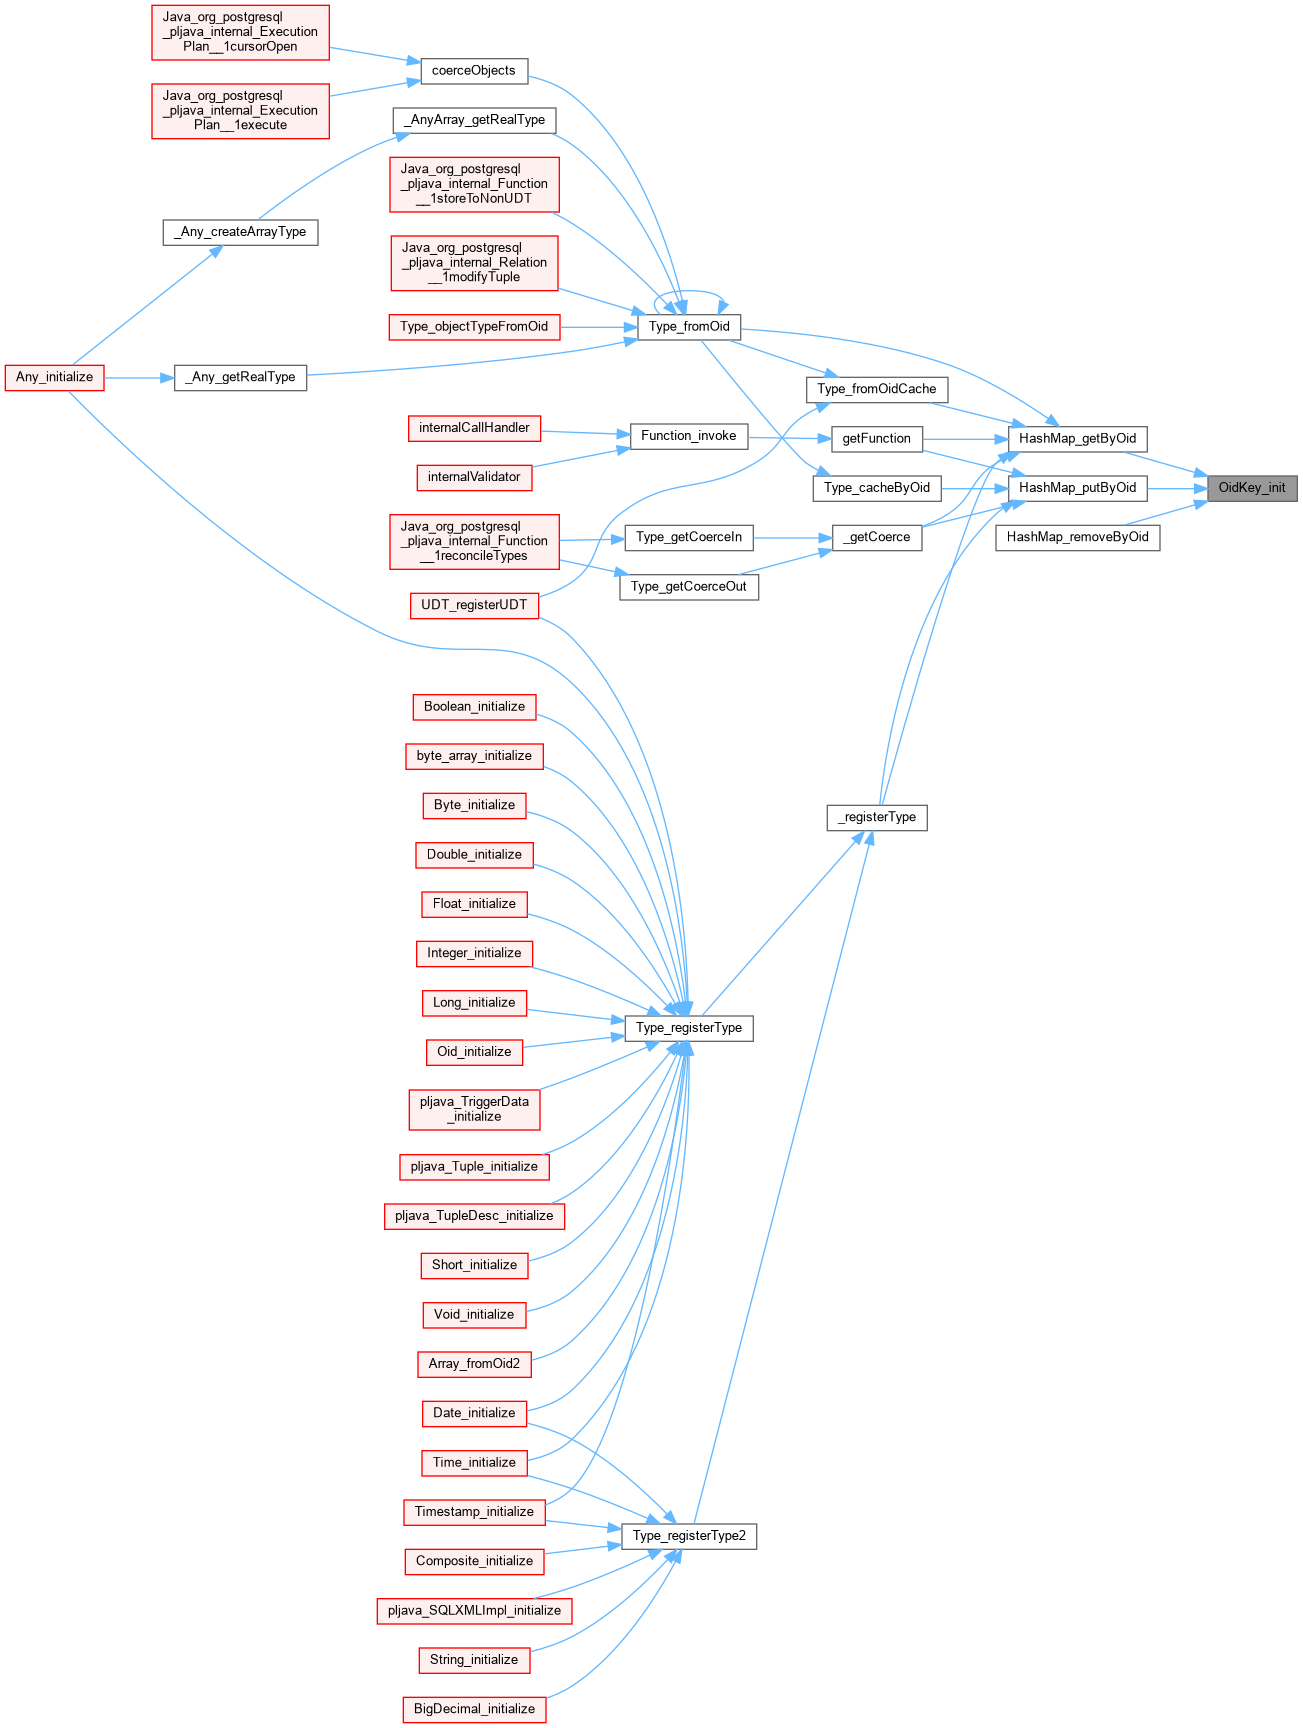 Java_org_postgresql
_pljava_internal_Execution
Plan__1cursorOpen
coerceObjects
Java_org_postgresql
_pljava_internal_Execution
Plan__1execute
_AnyArray_getRealType
Java_org_postgresql
_pljava_internal_Function
__1storeToNonUDT
_Any_createArrayType
Java_org_postgresql
_pljava_internal_Relation
__1modifyTuple
Type_objectTypeFromOid
Type_fromOid
Any_initialize
_Any_getRealType
Type_fromOidCache
internalCallHandler
Function_invoke
getFunction
HashMap_getByOid
internalValidator
Type_cacheByOid
HashMap_putByOid
OidKey_init
Java_org_postgresql
_pljava_internal_Function
__1reconcileTypes
Type_getCoerceIn
_getCoerce
HashMap_removeByOid
Type_getCoerceOut
UDT_registerUDT
Boolean_initialize
byte_array_initialize
Byte_initialize
_registerType
Double_initialize
Float_initialize
Integer_initialize
Long_initialize
Type_registerType
Oid_initialize
pljava_TriggerData
_initialize
pljava_Tuple_initialize
pljava_TupleDesc_initialize
Short_initialize
Void_initialize
Array_fromOid2
Date_initialize
Time_initialize
Timestamp_initialize
Type_registerType2
Composite_initialize
pljava_SQLXMLImpl_initialize
String_initialize
BigDecimal_initialize